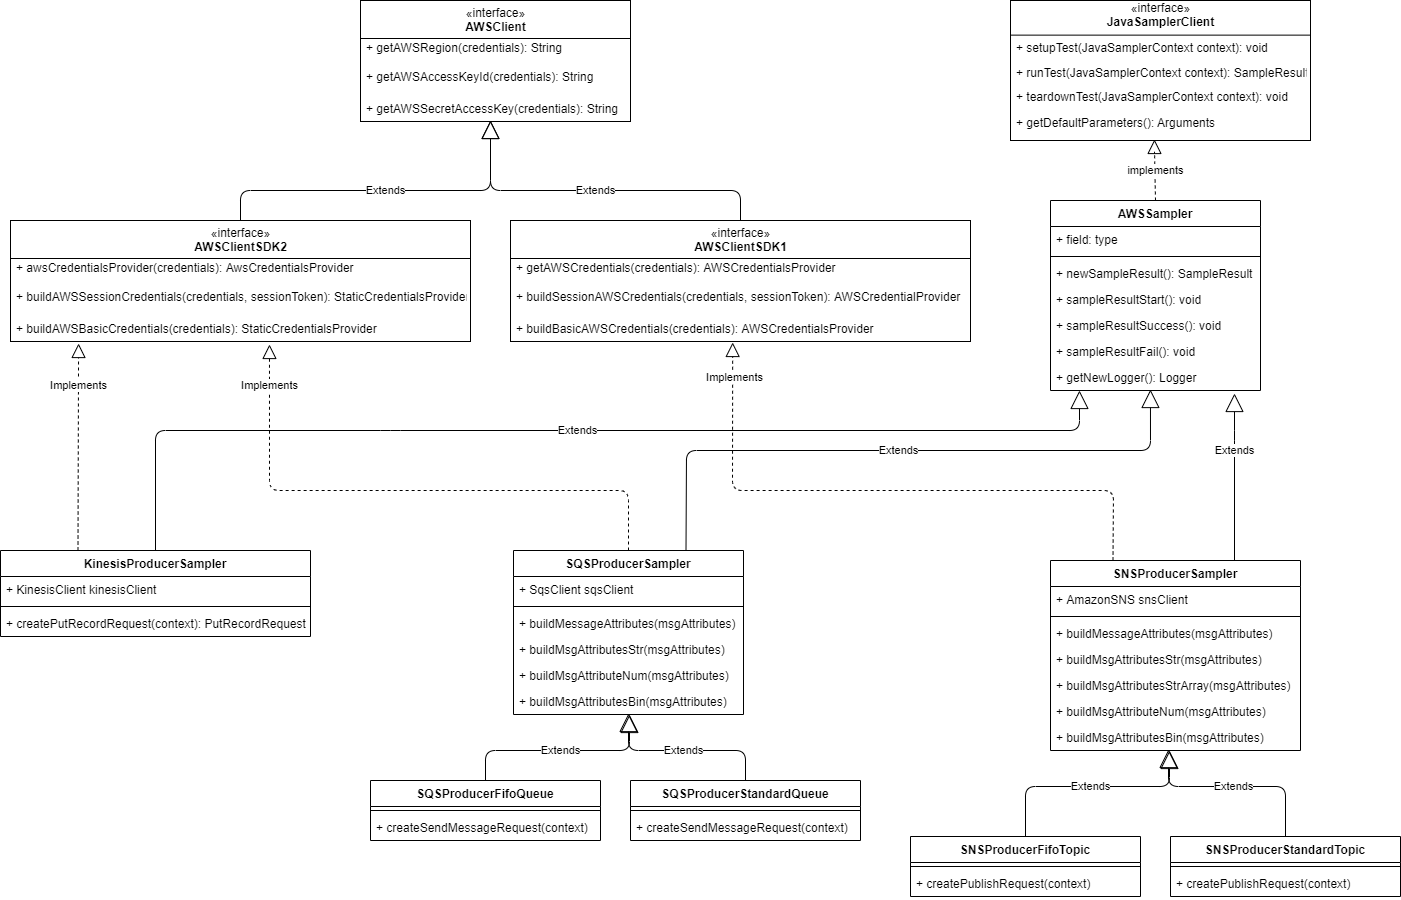 «interface»
AWSClient
+ getAWSRegion(credentials): String
+ getAWSAccessKeyId(credentials): String
+ getAWSSecretAccessKey(credentials): String
«interface»
JavaSamplerClient
+ setupTest(JavaSamplerContext context): void
+ runTest(JavaSamplerContext context): SampleResul
+ teardownTest(JavaSamplerContext context): void
+ getDefaultParameters(): Arguments
Extends
Extends
implements
«interface»
AWSClientSDK2
+ awsCredentialsProvider(credentials): AwsCredentialsProvider
+ buildAWSSessionCredentials(credentials, sessionToken): StaticCredentialsProvide
+ buildAWSBasicCredentials(credentials): StaticCredentialsProvider
«interface»
AWSClientSDK1
+ getAWSCredentials(credentials): AWSCredentialProvider
+ buildSessionAWSCredentials(credentials, sessionToken): AWSCredentialProvider
+ buildBasicAWSCredentials(credentials): AWSCredentialsProvider
AWSSampler
+ field: type
+ newSampleResult(): SampleResult
+ sampleResultStart(): void
+ sampleResultSuccess(): void
+ sampleResultFail(): void
+ getNewLogger(): Logger
Implements
Implements
Implements
Extends
Extends
Extends
KinesisProducerSampler
+ KinesisClient kinesisClient
+ createPutRecordRequest(context): PutRecordRequest
SQSProducerSampler
+ SqsClient sqsClient
+ buildMessageAttributes(msgAttributes)
+ buildMsgAttributesStr(msgAttributes)
+ buildMsgAttributeNum(msgAttributes)
+ buildMsgAttributesBin(msgAttributes)
SNSProducerSampler
+ AmazonSNS snsClient
+ buildMessageAttributes(msgAttributes)
+ buildMsgAttributesStr(msgAttributes)
+ buildMsgAttributesStrArray(msgAttributes)
+ buildMsgAttributeNum(msgAttributes)
+ buildMsgAttributesBin(msgAttributes)
Extends
Extends
SQSProducerFifoQueue
+ createSendMessageRequest(context)
SQSProducerStandardQueue
+ createSendMessageRequest(context)
Extends
Extends
SNSProducerFifoTopic
+ createPublishRequest(context)
SNSProducerStandardTopic
+ createPublishRequest(context)